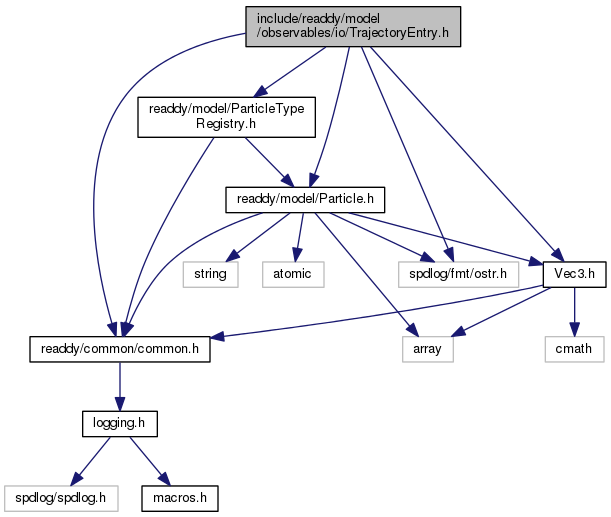 include/readdy/model
/observables/io/TrajectoryEntry.h
readdy/model/ParticleType
Registry.h
readdy/model/Particle.h
string
atomic
spdlog/fmt/ostr.h
Vec3.h
readdy/common/common.h
array
cmath
logging.h
spdlog/spdlog.h
macros.h